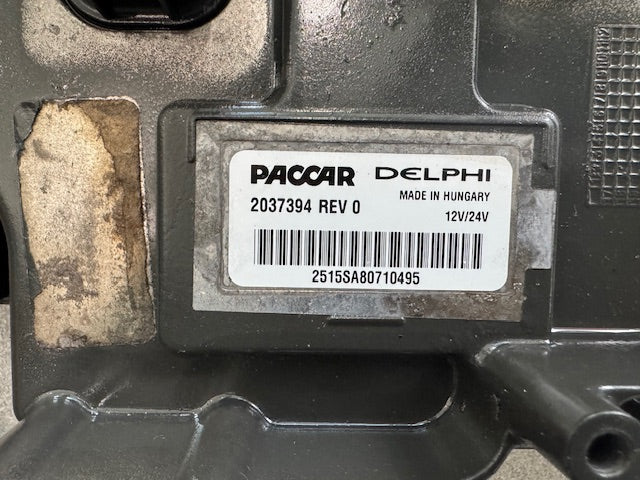 PACCAR DELPHI
MADE IN HUNGARY
2037394 REV 0
12V/24V
2515SA80710495